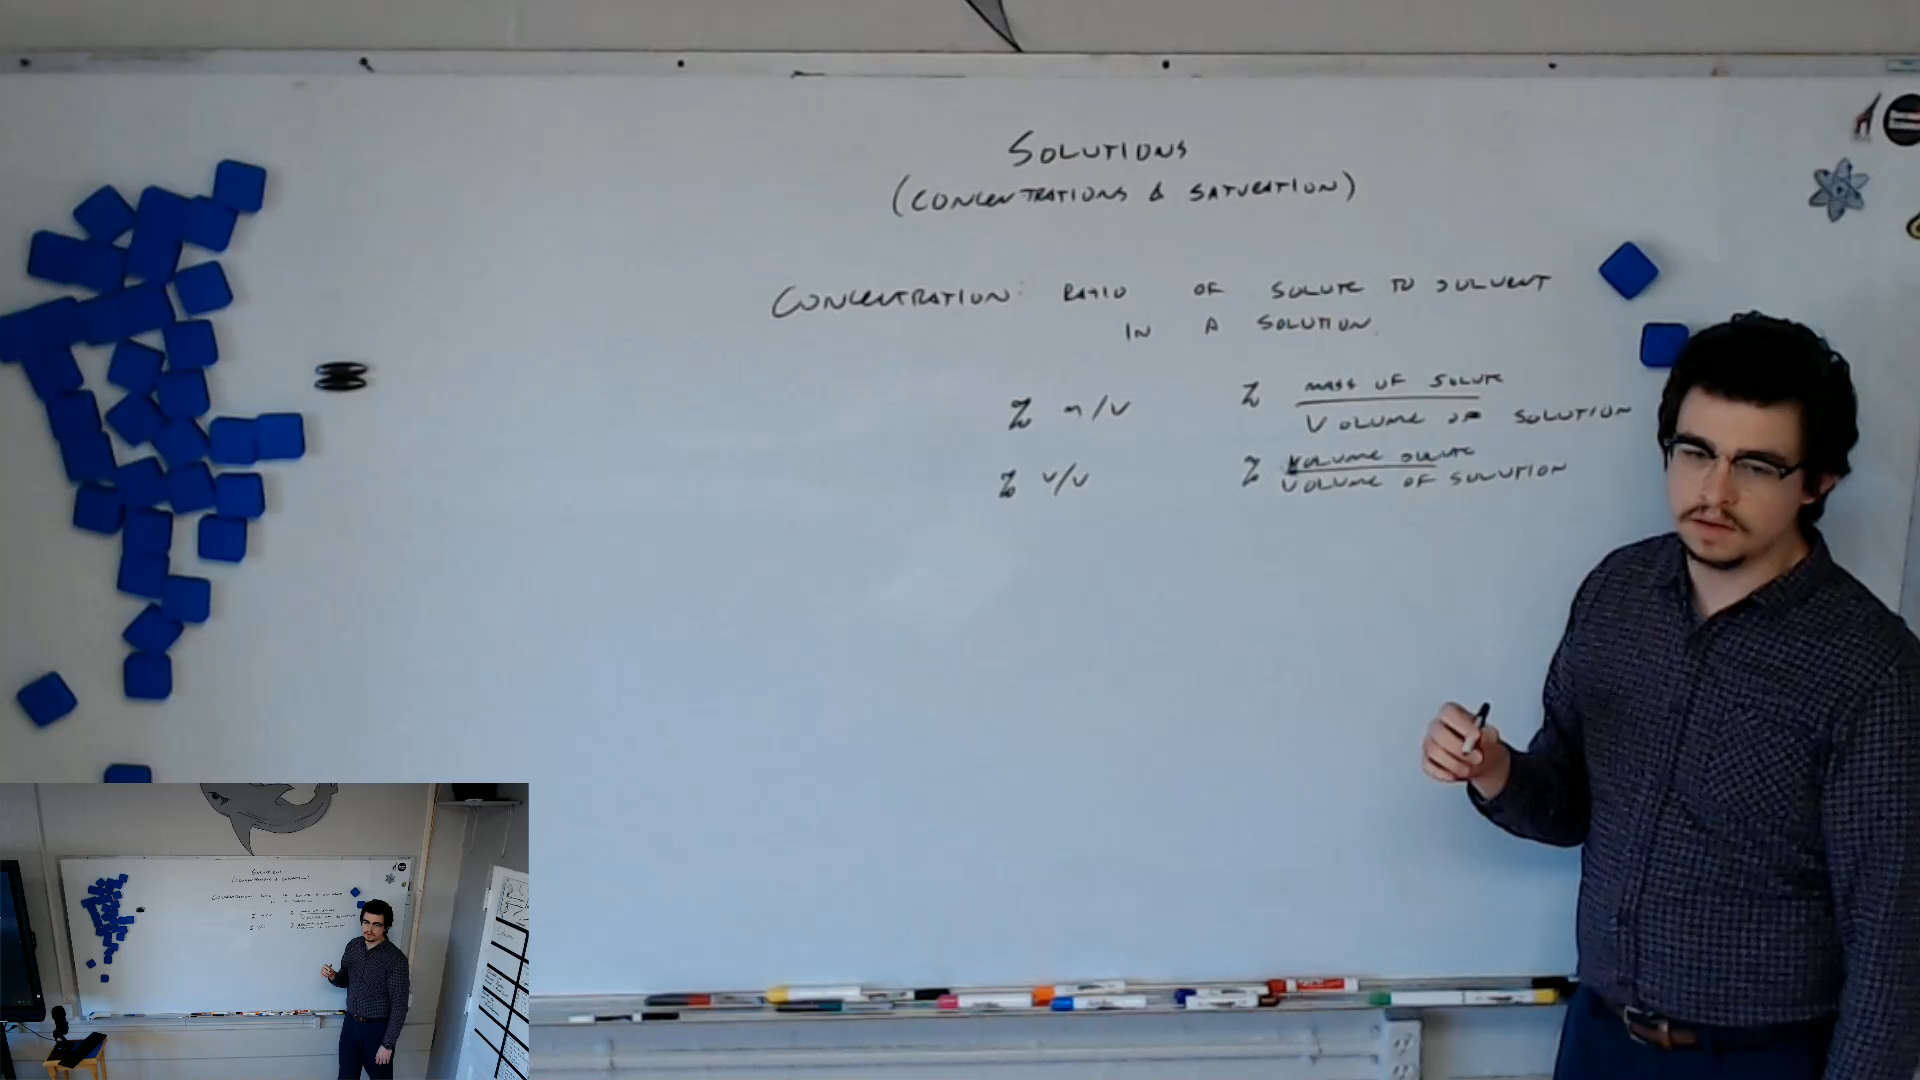 SOLUTIONS
(CONCENTRATIONS & SATURATION)
CONCENTRATION: RATIO OF SOLUTE TO SOLVENT
IN A SOLUTION.
% m/v % MASS OF SOLUTE
VOLUME OF SOLUTION
% v/v % VOLUME SOLUTE
VOLUME OF SOLUTION